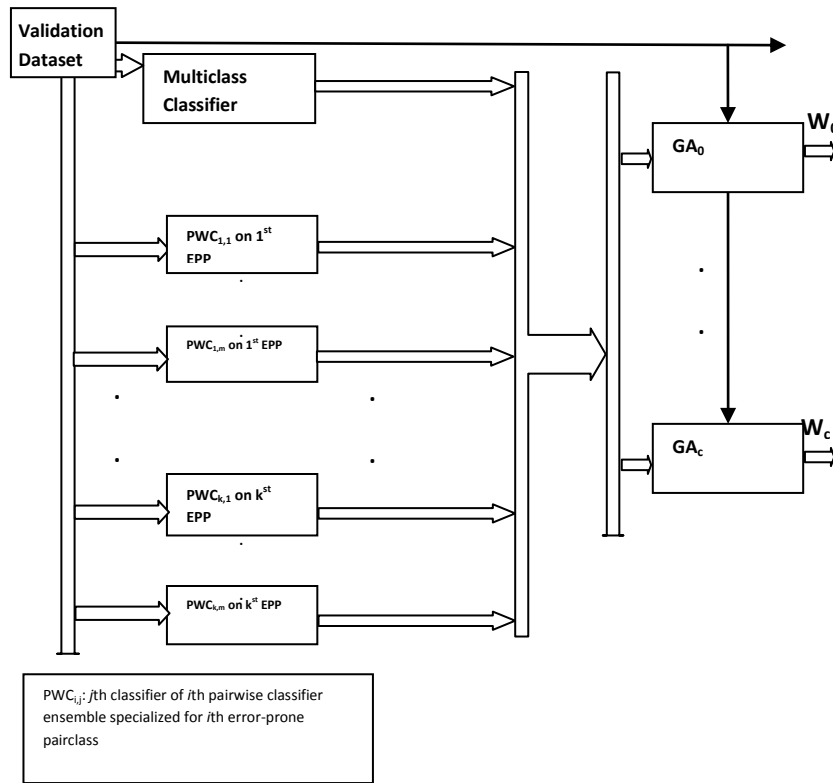 Validation
Dataset
Multiclass
Classifier
W₀
GA₀
PWC₁,₁ on 1ˢᵗ
EPP
PWC₁,ₘ on 1ˢᵗ EPP
W꜀
GA꜀
PWCₖ,₁ on kˢᵗ
EPP
PWCₖ,ₘ on kˢᵗ EPP
PWCᵢ,ⱼ: jth classifier of ith pairwise classifier
ensemble specialized for ith error-prone
pairclass